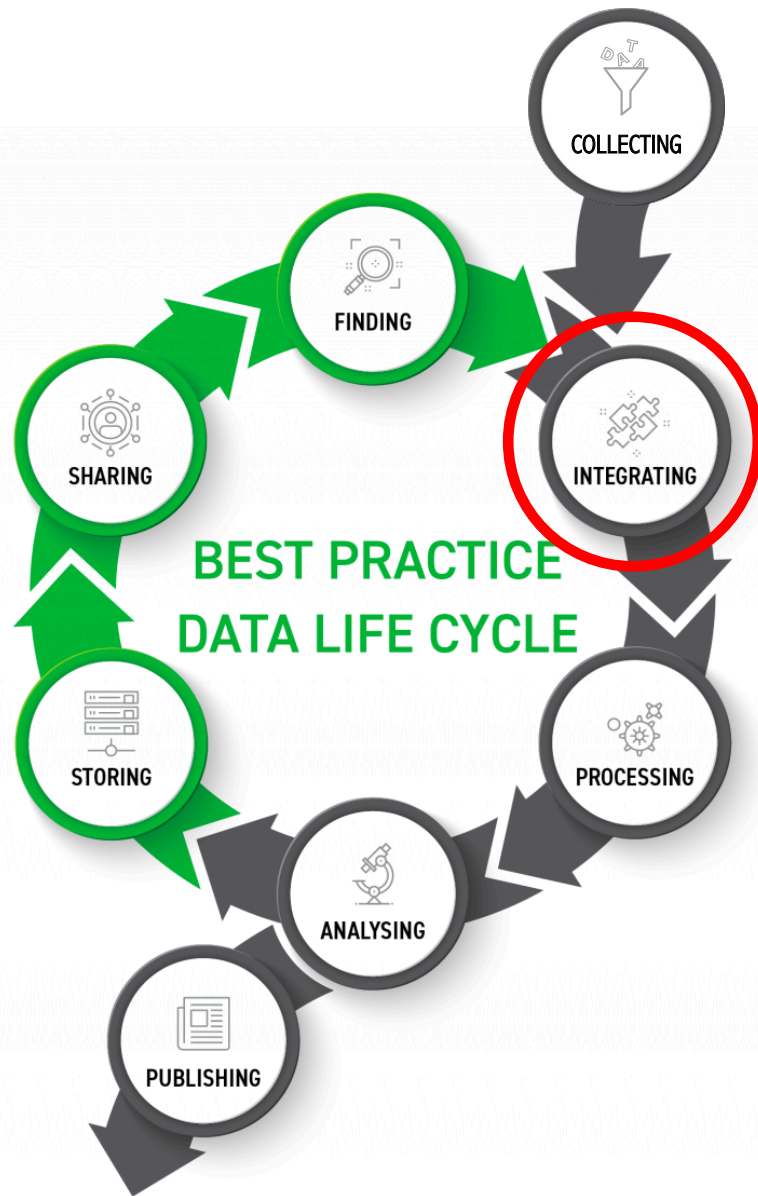 DATA
COLLECTING
FINDING
INTEGRATING
SHARING
BEST PRACTICE
DATA LIFE CYCLE
PROCESSING
STORING
ANALYSING
PUBLISHING